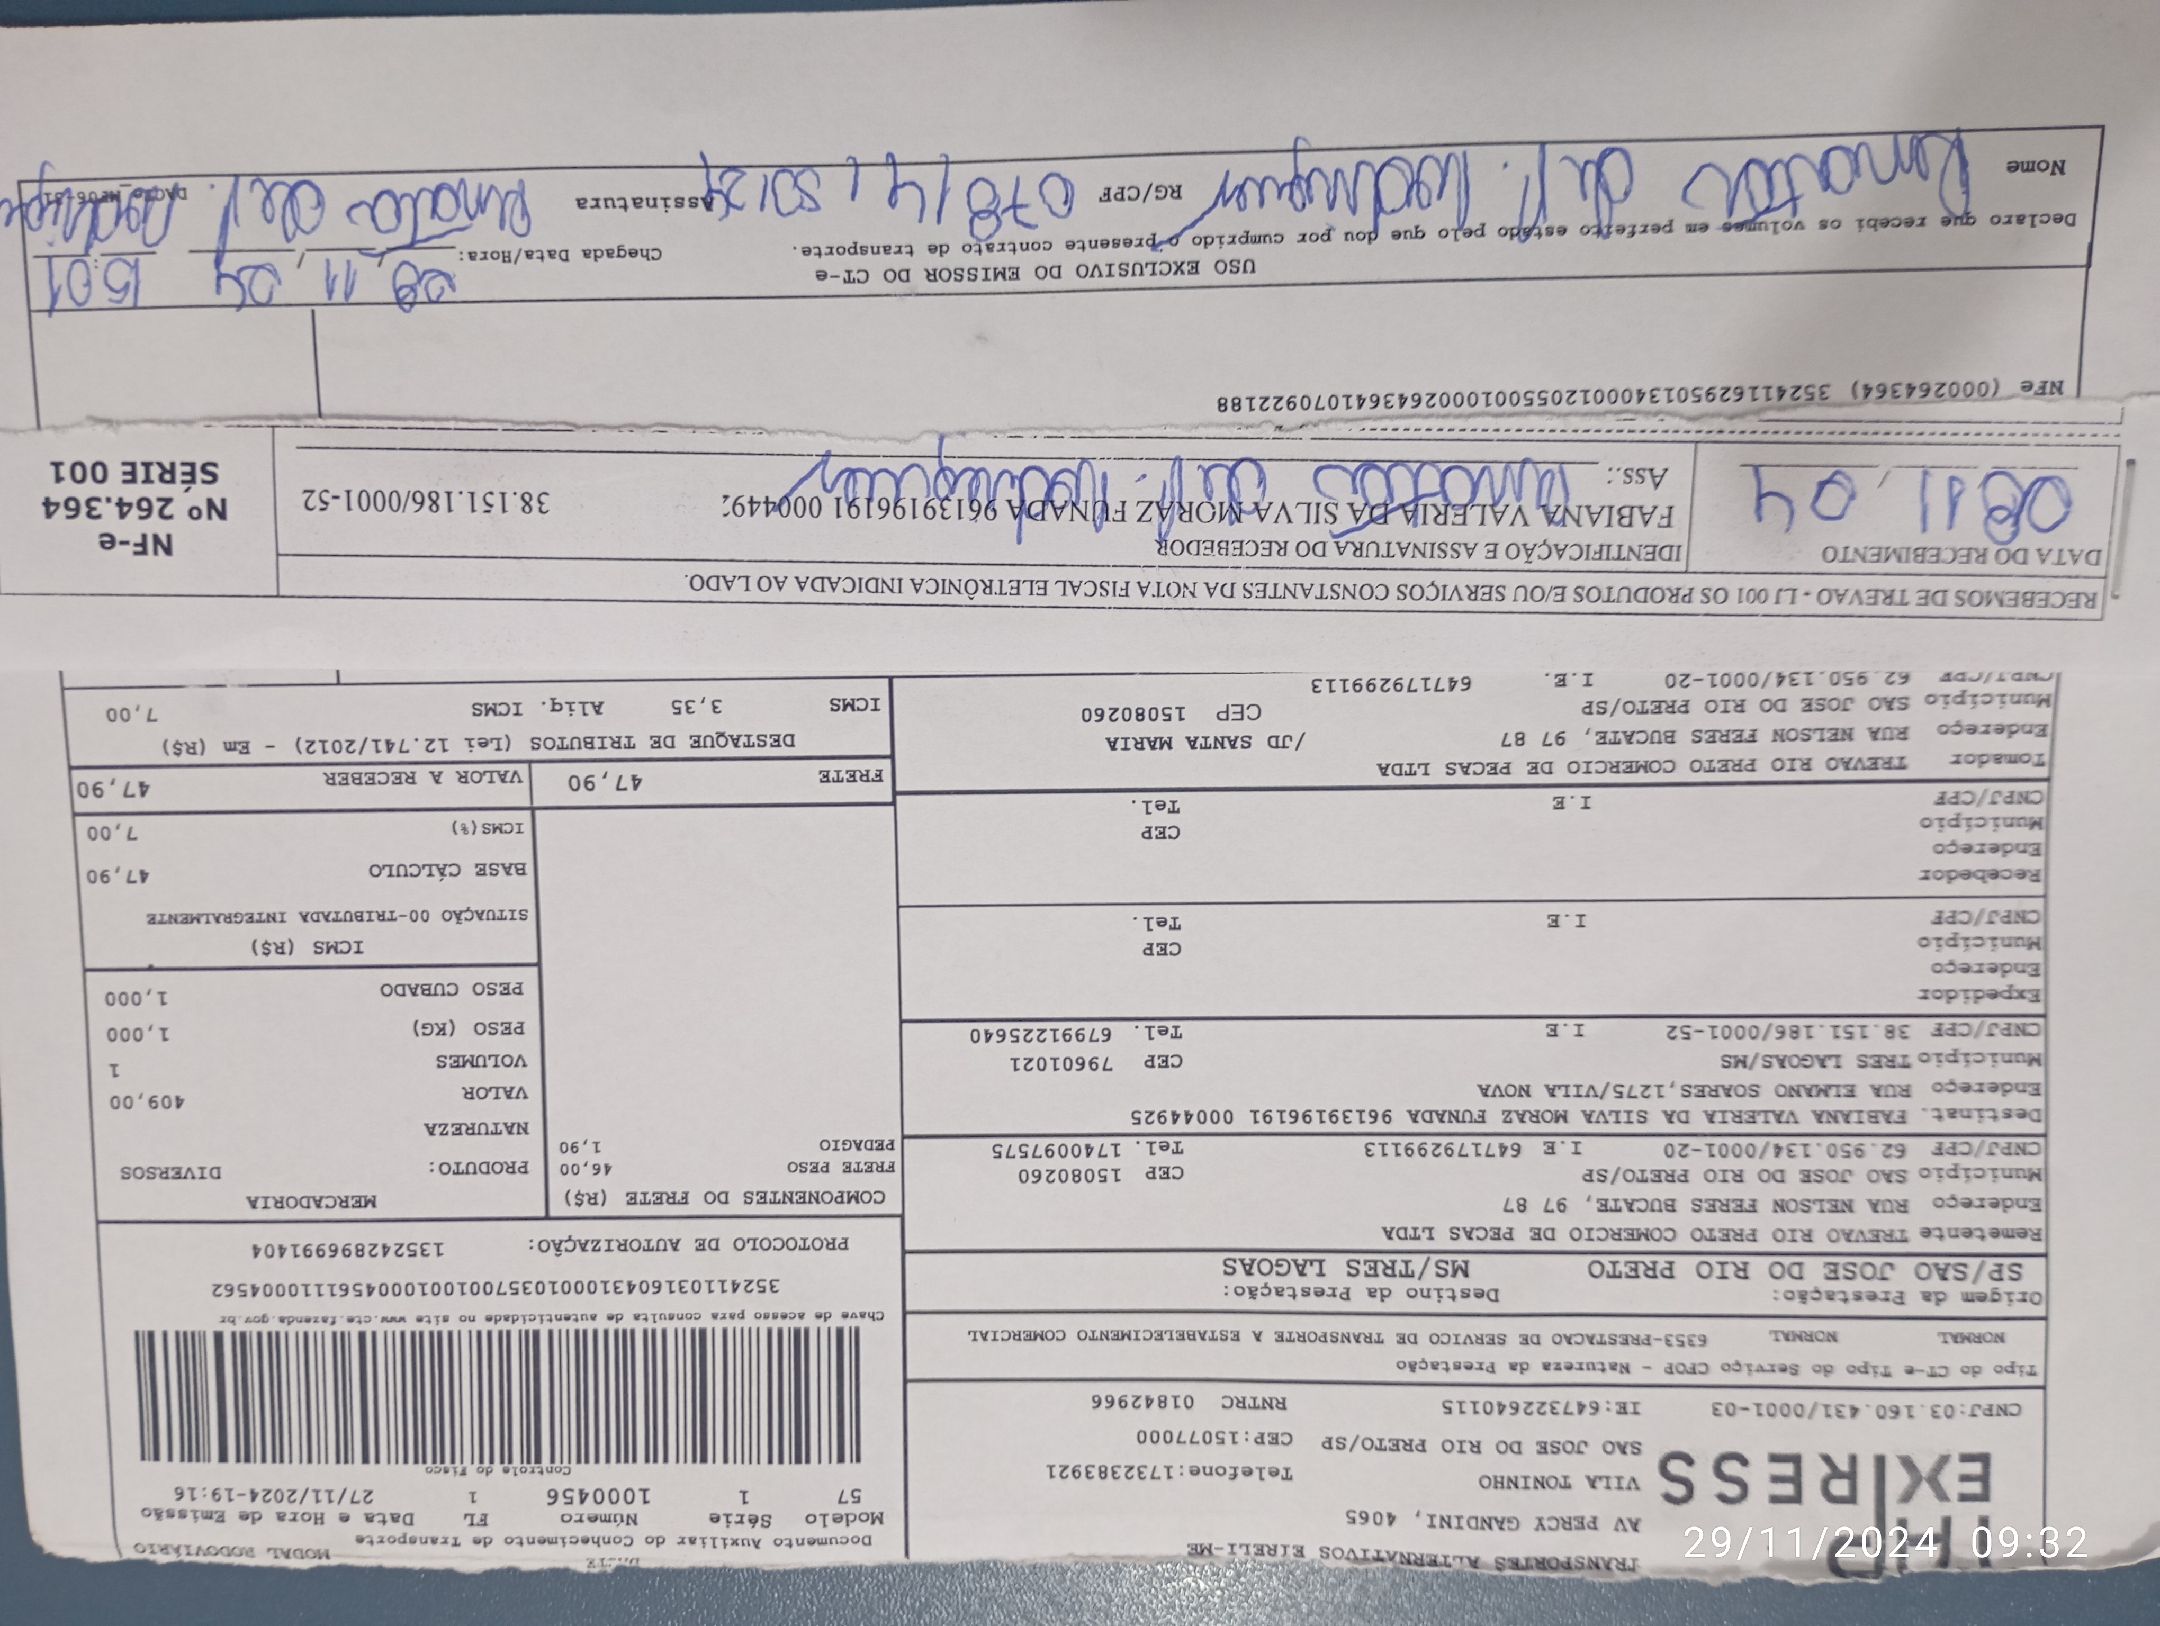 TRANSPORTES ALTERNATIVOS EIRELI-ME
EXPRESS
AV PERCY GANDINI, 4065
VILA TONINHO
Telefone:1732383921
SAO JOSE DO RIO PRETO/SP CEP:15077000
CNPJ:03.160.431/0001-03 IE:647322640115 RNTRC 01842966
Tipo do CT-e Tipo do Serviço CFOP - Natureza da Prestação
NORMAL NORMAL 6353-PRESTACAO DE SERVICO DE TRANSPORTE A ESTABELECIMENTO COMERCIAL
Origem da Prestação: Destino da Prestação:
SP/SAO JOSE DO RIO PRETO MS/TRES LAGOAS
DACTE
MODAL RODOVIÁRIO
Documento Auxiliar do Conhecimento de Transporte
Modelo Série Número FL Data e Hora de Emissão
57 1 1000456 1 27/11/2024-19:16
Controle do Fisco
Chave de acesso para consulta de autenticidade no site www.cte.fazenda.gov.br
35241103160431000103570010010004561110004562
PROTOCOLO DE AUTORIZAÇÃO: 135242896991404
Remetente TREVAO RIO PRETO COMERCIO DE PECAS LTDA
Endereço RUA NELSON FERES BUCATE, 97 87
Município SAO JOSE DO RIO PRETO/SP CEP 15080260
CNPJ/CPF 62.950.134/0001-20 I.E 647179299113 Tel. 1740097575
Destinat. FABIANA VALERIA DA SILVA MORAZ FUNADA 96139196191 00044925
Endereço RUA ELMANO SOARES,1275/VILA NOVA
Município TRES LAGOAS/MS CEP 79601021
CNPJ/CPF 38.151.186/0001-52 I.E Tel. 67991225640
Expedidor
Endereço
Município CEP
CNPJ/CPF I.E Tel.
Recebedor
Endereço
Município CEP
CNPJ/CPF I.E Tel.
Tomador TREVAO RIO PRETO COMERCIO DE PECAS LTDA
Endereço RUA NELSON FERES BUCATE, 97 87 /JD SANTA MARIA
Município SAO JOSE DO RIO PRETO/SP CEP 15080260
CNPJ/CPF 62.950.134/0001-20 I.E. 647179299113
COMPONENTES DO FRETE (R$)
FRETE PESO 46,00
PEDAGIO 1,90
MERCADORIA
PRODUTO: DIVERSOS
NATUREZA
VALOR 409,00
VOLUMES 1
PESO (KG) 1,000
PESO CUBADO 1,000
ICMS (R$)
SITUAÇÃO 00-TRIBUTADA INTEGRALMENTE
BASE CÁLCULO 47,90
ICMS(%) 7,00
FRETE 47,90 VALOR A RECEBER 47,90
DESTAQUE DE TRIBUTOS (Lei 12.741/2012) - Em (R$)
ICMS 3,35 Aliq. ICMS 7,00
RECEBEMOS DE TREVAO - LJ 001 OS PRODUTOS E/OU SERVIÇOS CONSTANTES DA NOTA FISCAL ELETRÔNICA INDICADA AO LADO.
DATA DO RECEBIMENTO
IDENTIFICAÇÃO E ASSINATURA DO RECEBEDOR
FABIANA VALERIA DA SILVA MORAZ FUNADA 96139196191 000449
38.151.186/0001-52
Ass.:
NF-e
Nº 264.364
SÉRIE 001
NFe (000264364) 35241162950134000120550010002643641070922188
USO EXCLUSIVO DO EMISSOR DO CT-e
Declaro que recebi os volumes em perfeito estado pelo que dou por cumprido o presente contrato de transporte.
Chegada Data/Hora: 15:01
Nome RG/CPF Assinatura
29/11/2024 09:32